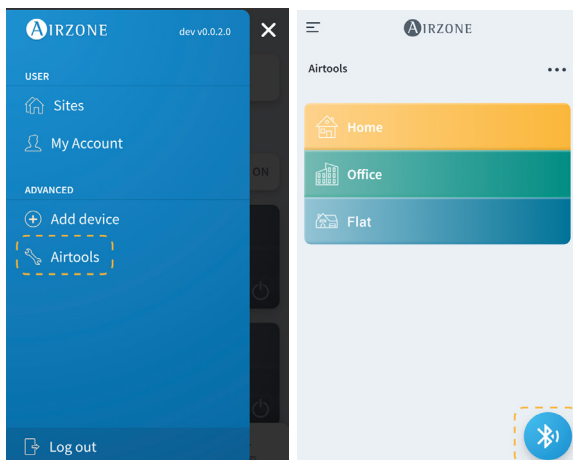 AIRZONE dev v0.0.2.0
USER
Sites
My Account
ADVANCED
Add device
Airtools
Log out
ON
AIRZONE
Airtools
Home
Office
Flat